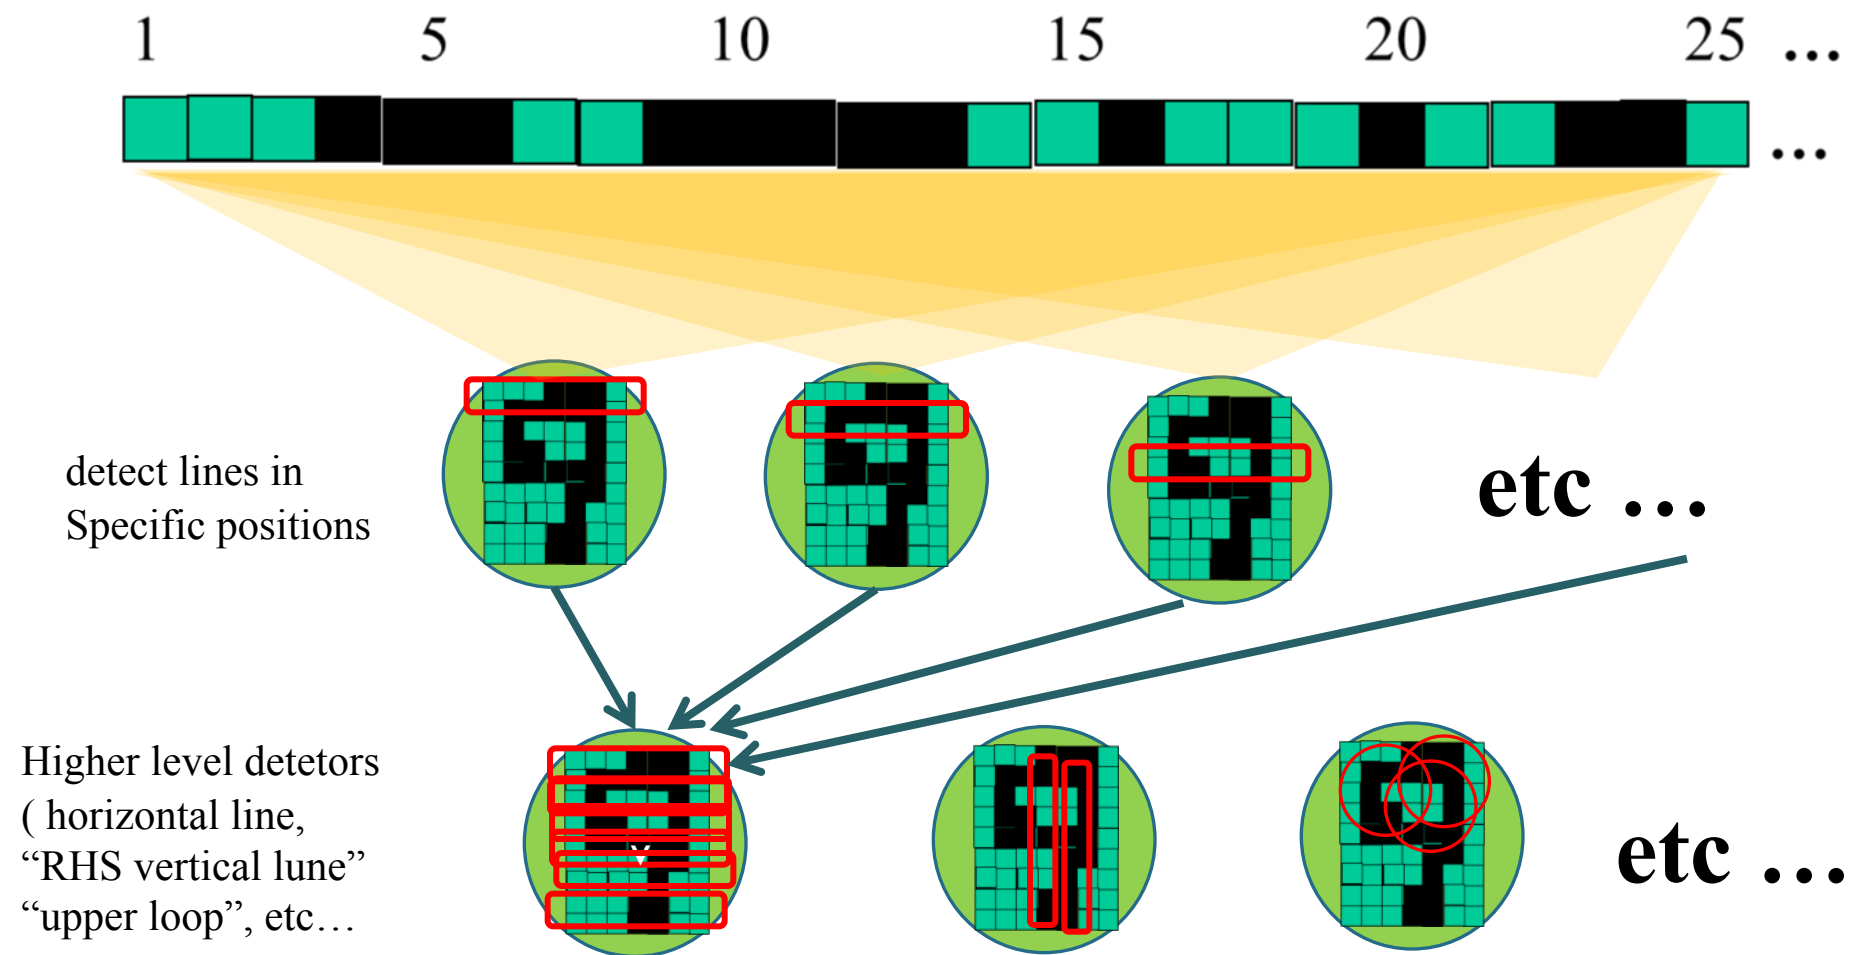 1 5 10 15 20 25 ...
...
detect lines in
Specific positions
etc …
Higher level detetors
( horizontal line,
“RHS vertical lune”
“upper loop”, etc…
v
etc …